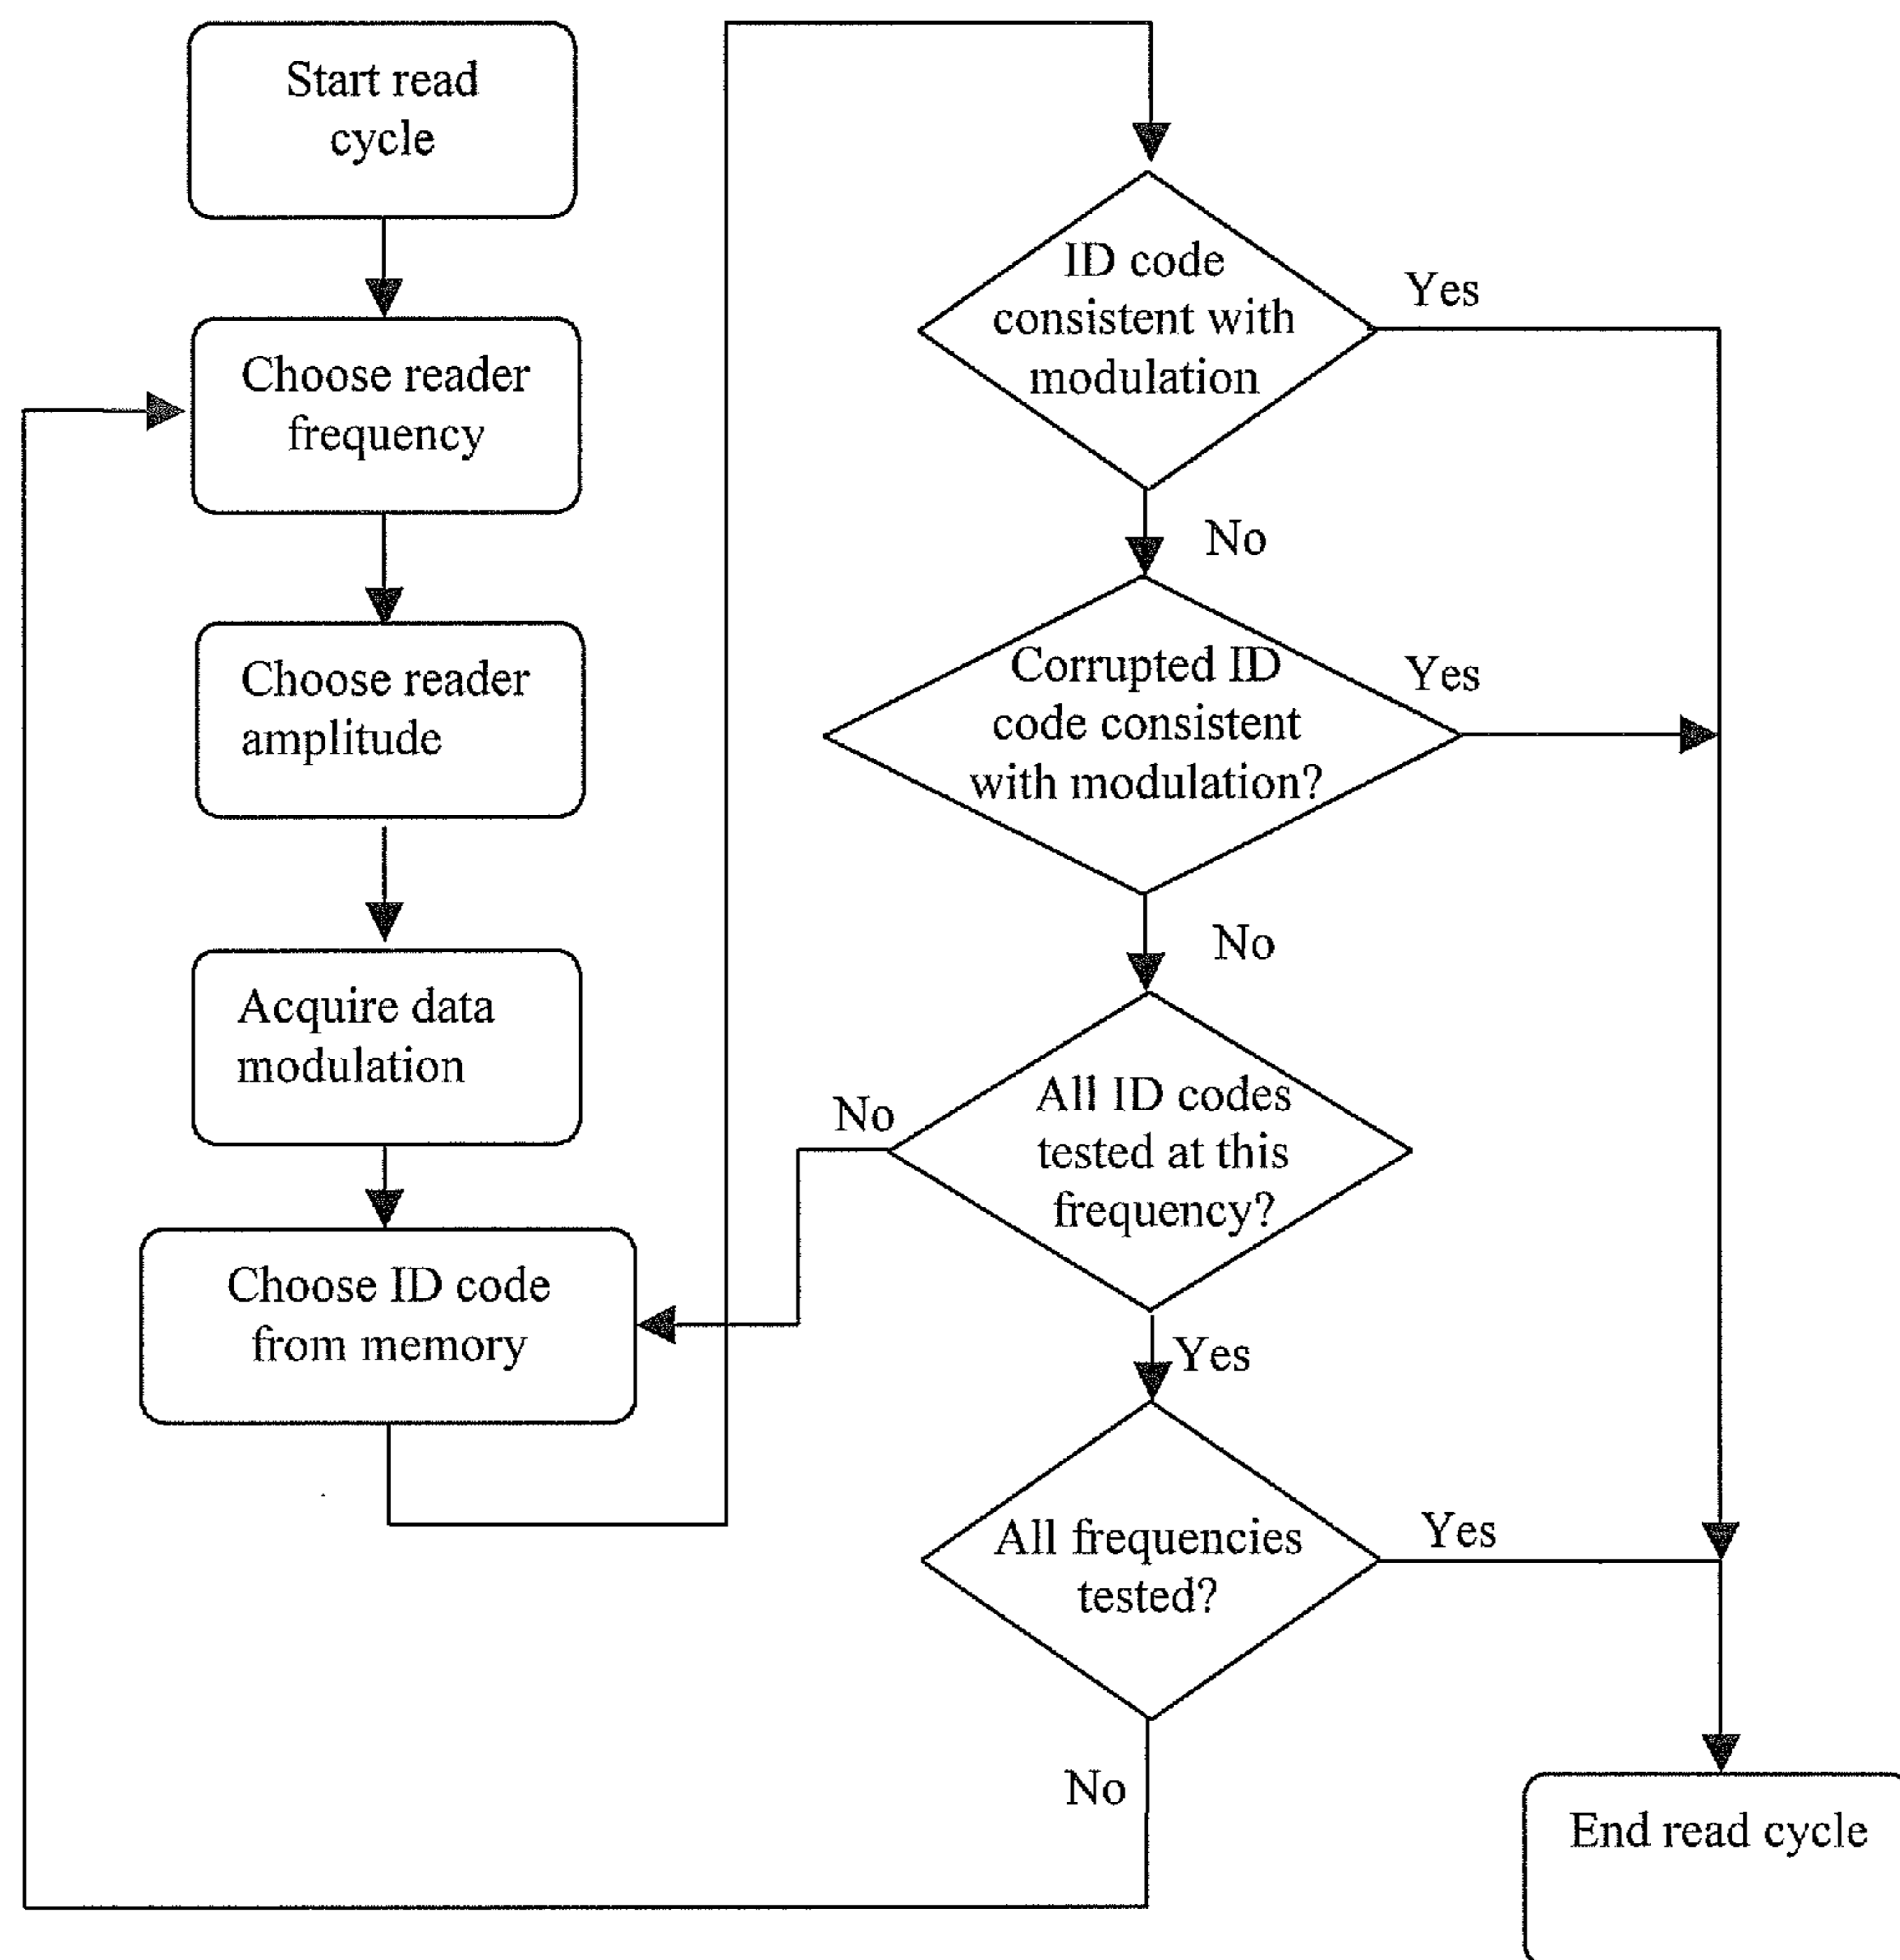 Start read
cycle
Choose reader
frequency
Choose reader
amplitude
Acquire data
modulation
Choose ID code
from memory
ID code
consistent with
modulation
Yes
No
Corrupted ID
code consistent
with modulation?
Yes
No
All ID codes
tested at this
frequency?
No
Yes
All frequencies
tested?
Yes
No
End read cycle